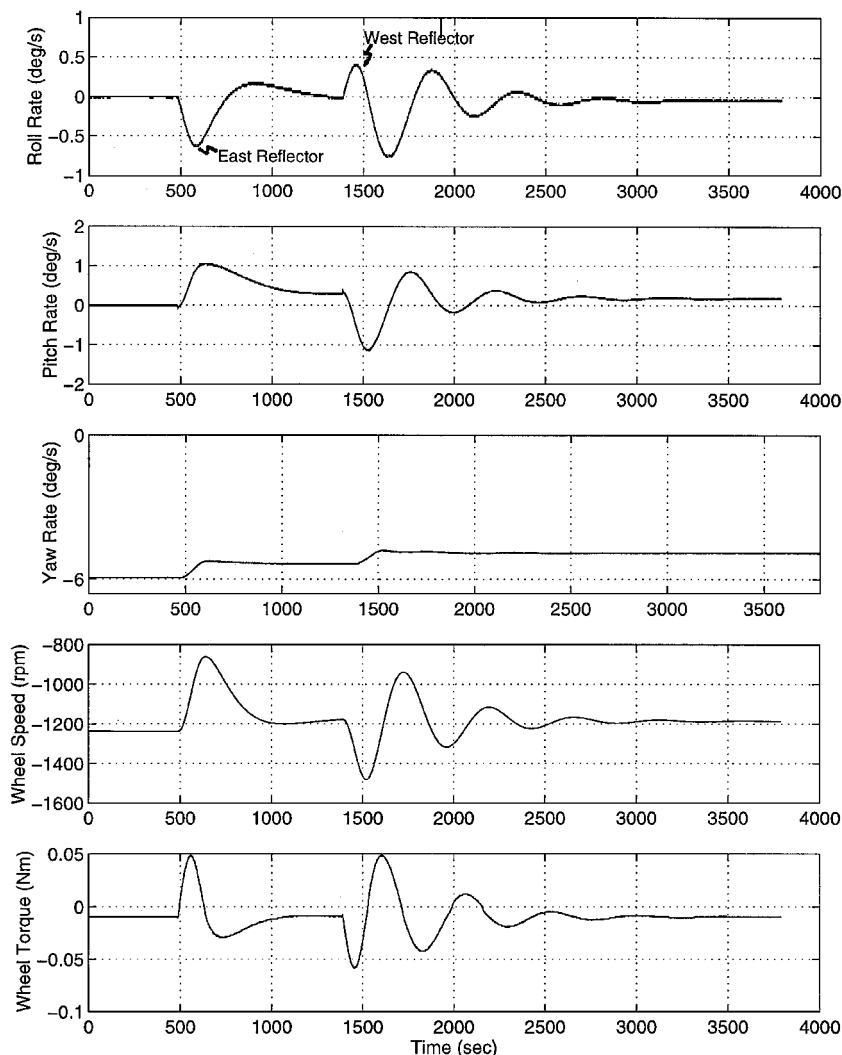 Roll Rate (deg/s)
1
0.5
0
−0.5
−1
West Reflector
East Reflector
0 500 1000 1500 2000 2500 3000 3500 4000
Pitch Rate (deg/s)
2
1
0
−1
−2
0 500 1000 1500 2000 2500 3000 3500 4000
Yaw Rate (deg/s)
0
−6
0 500 1000 1500 2000 2500 3000 3500
Wheel Speed (rpm)
−800
−1000
−1200
−1400
−1600
0 500 1000 1500 2000 2500 3000 3500 4000
Wheel Torque (Nm)
0.05
0
−0.05
−0.1
0 500 1000 1500 2000 2500 3000 3500 4000
Time (sec)